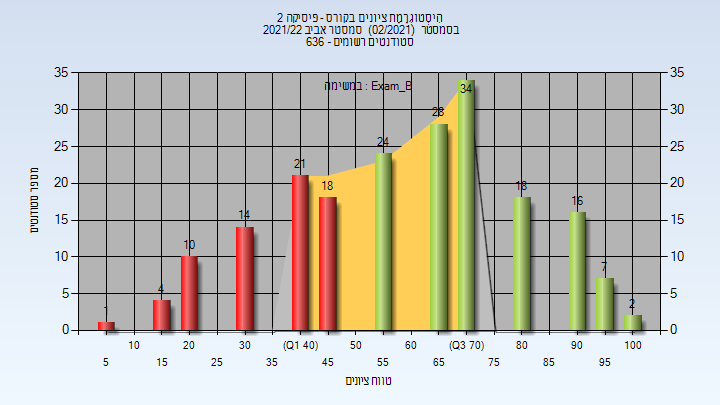 היסטוגרמת ציונים בקורס - פיסיקה 2
בסמסטר (02/2021) סמסטר אביב 2021/22
סטודנטים רשומים - 636
במשימה : Exam_B
מספר סטודנטים
35 30 25 20 15 10 5 0
35 30 25 20 15 10 5 0
1 4 10 14 21 18 24 28 34 18 16 7 2
10 20 30 (Q1 40) 50 60 (Q3 70) 80 90 100
5 15 25 35 45 55 65 75 85 95
טווח ציונים